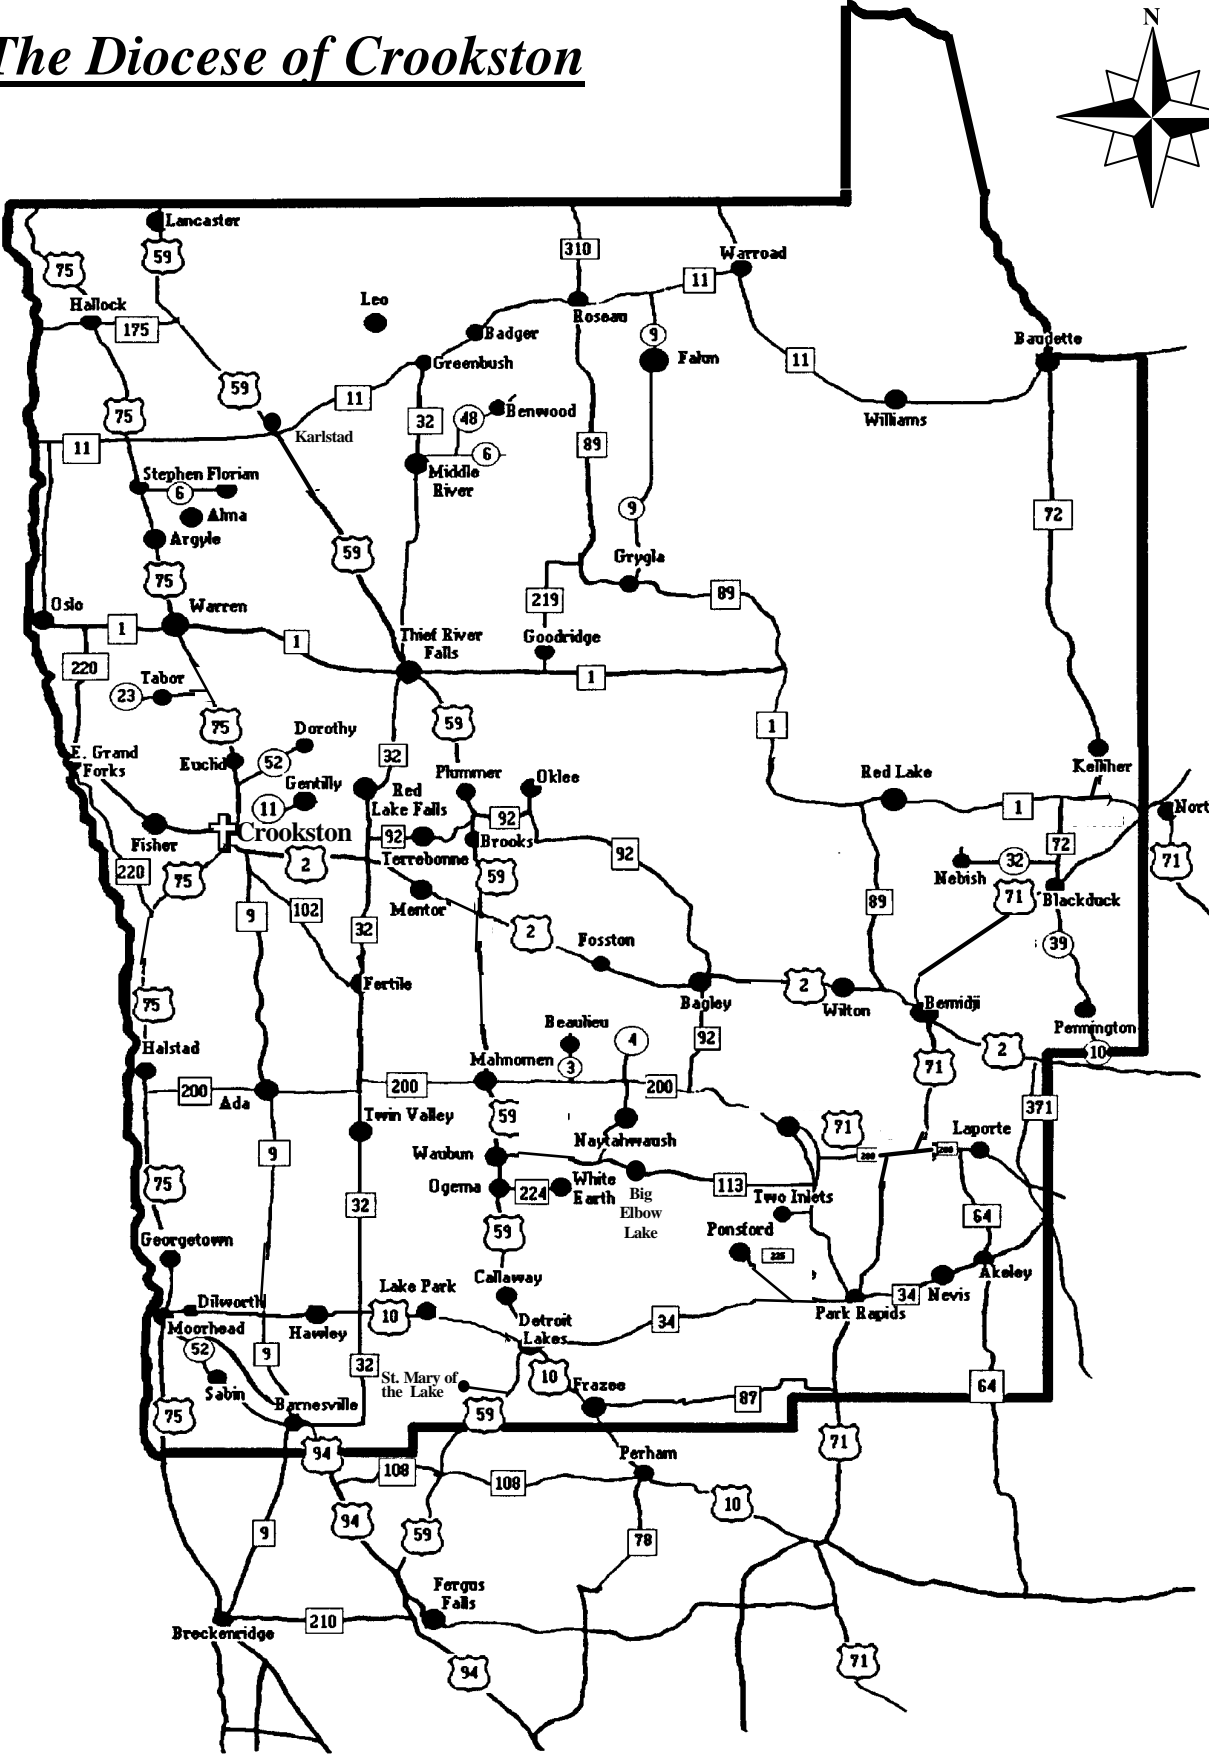 The Diocese of Crookston
N
Lancaster
59
310
Warroad
75
11
Hallock
175
Leo
Roseau
Badger
9
Falun
Baudette
Greenbush
59
11
11
75
32
48
Benwood
Williams
Karlstad
11
89
6
Stephen Florian
6
Middle
River
Alma
9
72
Argyle
59
Grygla
75
219
89
Oslo
Warren
1
1
Thief River
Falls
Goodridge
220
1
Tabor
23
75
59
1
Dorothy
E. Grand
Forks
Euclid
52
32
Plummer
Oklee
Red Lake
Kelliher
Gentilly
11
Red
Lake Falls
92
1
Nort
Fisher
Crookston
92
Terrebonne
Brooks
92
72
2
Nebish
32
71
220
75
59
71
Blackduck
9
102
Mentor
89
32
2
Fosston
39
Fertile
Bagley
2
Wilton
Bemidji
75
Beaulieu
4
92
Pennington
Halstad
Mahnomen
3
2
10
71
200
Ada
200
200
371
Twin Valley
59
Naytahwaush
71
Laporte
9
Waubun
200
200
75
Ogema
224
White
Earth
Big
Elbow
Lake
113
Two Inlets
32
64
59
Ponsford
225
Georgetown
Callaway
Akeley
Dilworth
Lake Park
34
Nevis
Moorhead
Hawley
10
Detroit
Lakes
34
Park Rapids
52
9
32
St. Mary of
the Lake
10
Frazee
Sabin
87
64
75
Barnesville
59
94
Perham
71
108
108
10
94
59
9
78
Fergus
Falls
210
Breckenridge
94
71